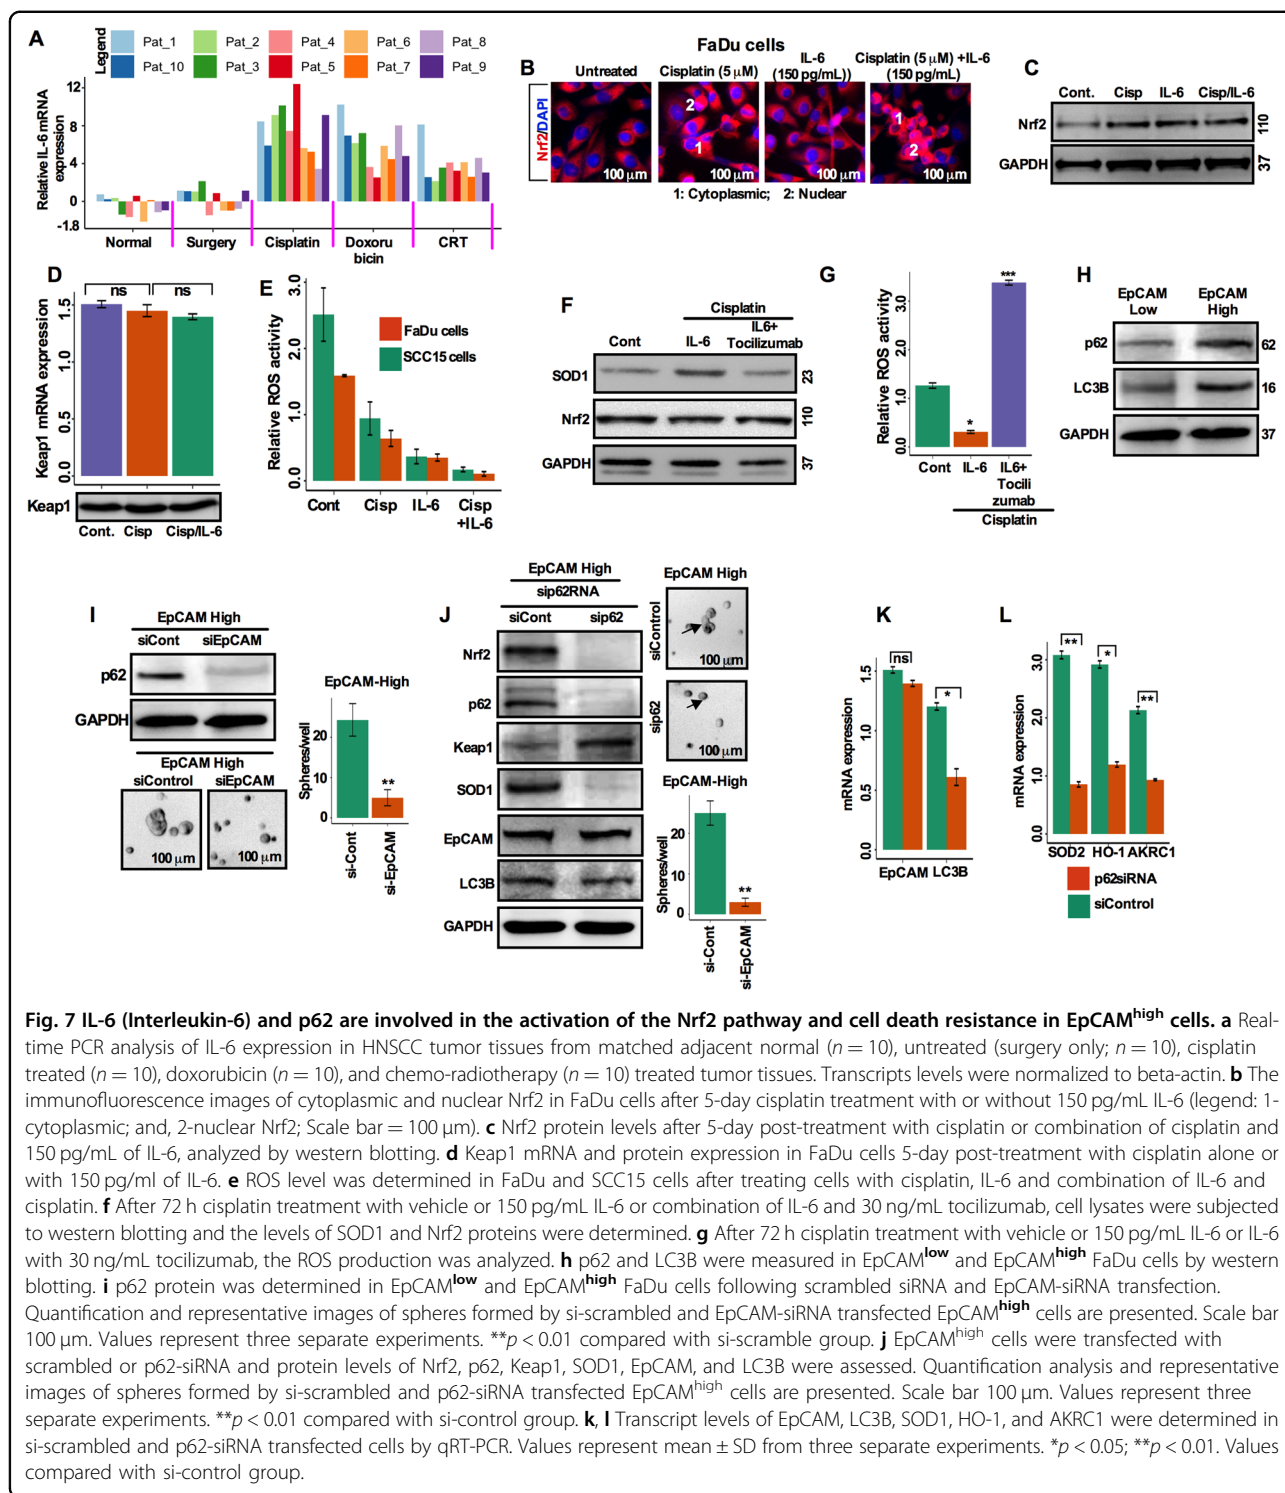 A
Legend
Pat_1 Pat_2 Pat_4 Pat_6 Pat_8
Pat_10 Pat_3 Pat_5 Pat_7 Pat_9
Relative IL-6 mRNA
expression
12
8
4
0
-1.8
Normal Surgery Cisplatin Doxoru
bicin CRT
B
FaDu cells
Untreated Cisplatin (5 μM) IL-6
(150 pg/mL)) Cisplatin (5 μM) +IL-6
(150 pg/mL)
Nrf2/DAPI
2
1
1
2
100 μm 100 μm 100 μm 100 μm
1: Cytoplasmic; 2: Nuclear
C
Cont. Cisp IL-6 Cisp/IL-6
Nrf2 110
GAPDH 37
D
ns ns
Keap1 mRNA expression
1.5
1.0
0.5
0.0
Keap1
Cont. Cisp Cisp/IL-6
E
Relative ROS activity
3.0
2.0
1.0
0.0
FaDu cells
SCC15 cells
Cont Cisp IL-6 Cisp
+IL-6
F
Cisplatin
Cont IL-6 IL6+
Tocilizumab
SOD1 23
Nrf2 110
GAPDH 37
G
Relative ROS activity
3.0
2.0
1.0
0.0
*
***
Cont IL-6 IL6+
Tocili
zumab
Cisplatin
H
EpCAM
Low
EpCAM
High
p62 62
LC3B 16
GAPDH 37
I
EpCAM High
siCont siEpCAM
p62
GAPDH
EpCAM High
siControl siEpCAM
100 μm 100 μm
EpCAM-High
Spheres/well
20
10
0
**
si-Cont
si-EpCAM
J
EpCAM High
sip62RNA
siCont sip62
Nrf2
p62
Keap1
SOD1
EpCAM
LC3B
GAPDH
EpCAM High
siControl
100 μm
sip62
100 μm
EpCAM-High
Spheres/well
20
10
0
**
si-Cont
si-EpCAM
K
mRNA expression
1.5
1.0
0.5
0.0
ns
*
EpCAM LC3B
L
mRNA expression
3.0
2.0
1.0
0.0
**
*
**
SOD2 HO-1 AKRC1
p62siRNA
siControl
Fig. 7 IL-6 (Interleukin-6) and p62 are involved in the activation of the Nrf2 pathway and cell death resistance in EpCAMhigh cells. a Real-
time PCR analysis of IL-6 expression in HNSCC tumor tissues from matched adjacent normal (n = 10), untreated (surgery only; n = 10), cisplatin
treated (n = 10), doxorubicin (n = 10), and chemo-radiotherapy (n = 10) treated tumor tissues. Transcripts levels were normalized to beta-actin. b The
immunofluorescence images of cytoplasmic and nuclear Nrf2 in FaDu cells after 5-day cisplatin treatment with or without 150 pg/mL IL-6 (legend: 1-
cytoplasmic; and, 2-nuclear Nrf2; Scale bar = 100 μm). c Nrf2 protein levels after 5-day post-treatment with cisplatin or combination of cisplatin and
150 pg/mL of IL-6, analyzed by western blotting. d Keap1 mRNA and protein expression in FaDu cells 5-day post-treatment with cisplatin alone or
with 150 pg/ml of IL-6. e ROS level was determined in FaDu and SCC15 cells after treating cells with cisplatin, IL-6 and combination of IL-6 and
cisplatin. f After 72 h cisplatin treatment with vehicle or 150 pg/mL IL-6 or combination of IL-6 and 30 ng/mL tocilizumab, cell lysates were subjected
to western blotting and the levels of SOD1 and Nrf2 proteins were determined. g After 72 h cisplatin treatment with vehicle or 150 pg/mL IL-6 or IL-6
with 30 ng/mL tocilizumab, the ROS production was analyzed. h p62 and LC3B were measured in EpCAMlow and EpCAMhigh FaDu cells by western
blotting. i p62 protein was determined in EpCAMlow and EpCAMhigh FaDu cells following scrambled siRNA and EpCAM-siRNA transfection.
Quantification and representative images of spheres formed by si-scrambled and EpCAM-siRNA transfected EpCAMhigh cells are presented. Scale bar
100 μm. Values represent three separate experiments. **p < 0.01 compared with si-scramble group. j EpCAMhigh cells were transfected with
scrambled or p62-siRNA and protein levels of Nrf2, p62, Keap1, SOD1, EpCAM, and LC3B were assessed. Quantification analysis and representative
images of spheres formed by si-scrambled and p62-siRNA transfected EpCAMhigh cells are presented. Scale bar 100 μm. Values represent three
separate experiments. **p < 0.01 compared with si-control group. k, l Transcript levels of EpCAM, LC3B, SOD1, HO-1, and AKRC1 were determined in
si-scrambled and p62-siRNA transfected cells by qRT-PCR. Values represent mean ± SD from three separate experiments. *p < 0.05; **p < 0.01. Values
compared with si-control group.